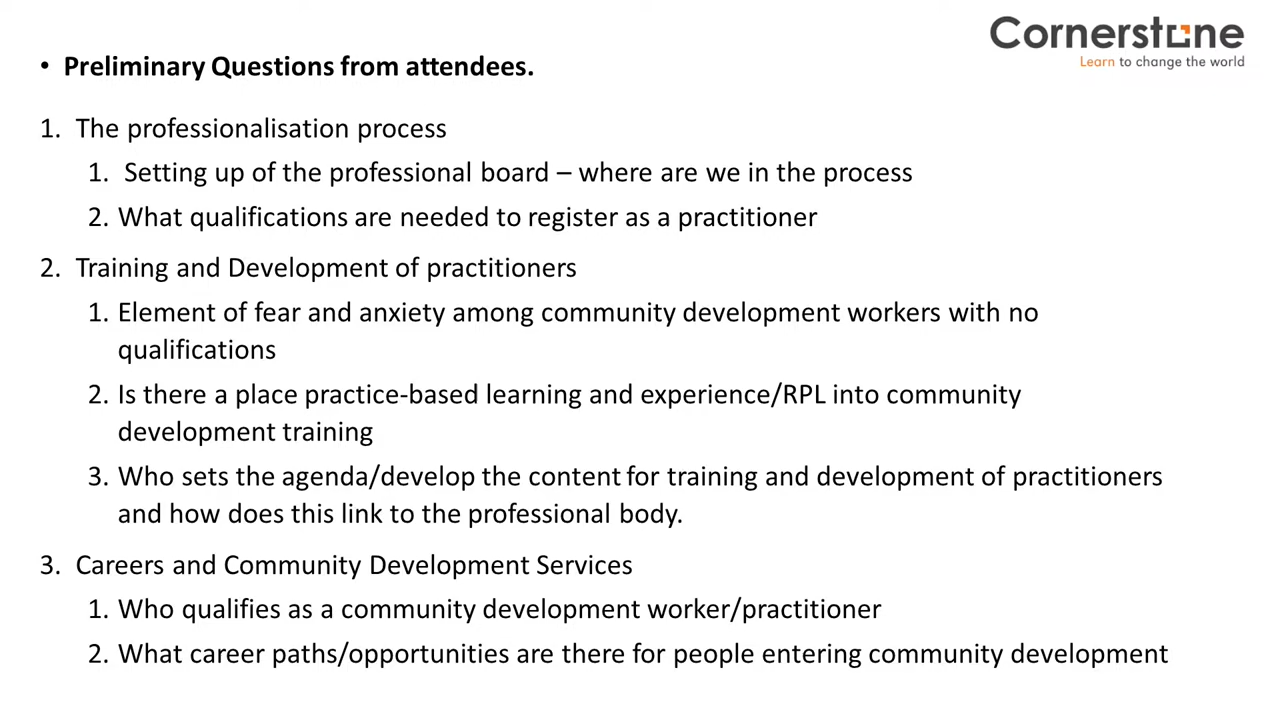 Cornerstone
Learn to change the world
• Preliminary Questions from attendees.
1. The professionalisation process
1. Setting up of the professional board – where are we in the process
2. What qualifications are needed to register as a practitioner
2. Training and Development of practitioners
1. Element of fear and anxiety among community development workers with no
qualifications
2. Is there a place practice-based learning and experience/RPL into community
development training
3. Who sets the agenda/develop the content for training and development of practitioners
and how does this link to the professional body.
3. Careers and Community Development Services
1. Who qualifies as a community development worker/practitioner
2. What career paths/opportunities are there for people entering community development